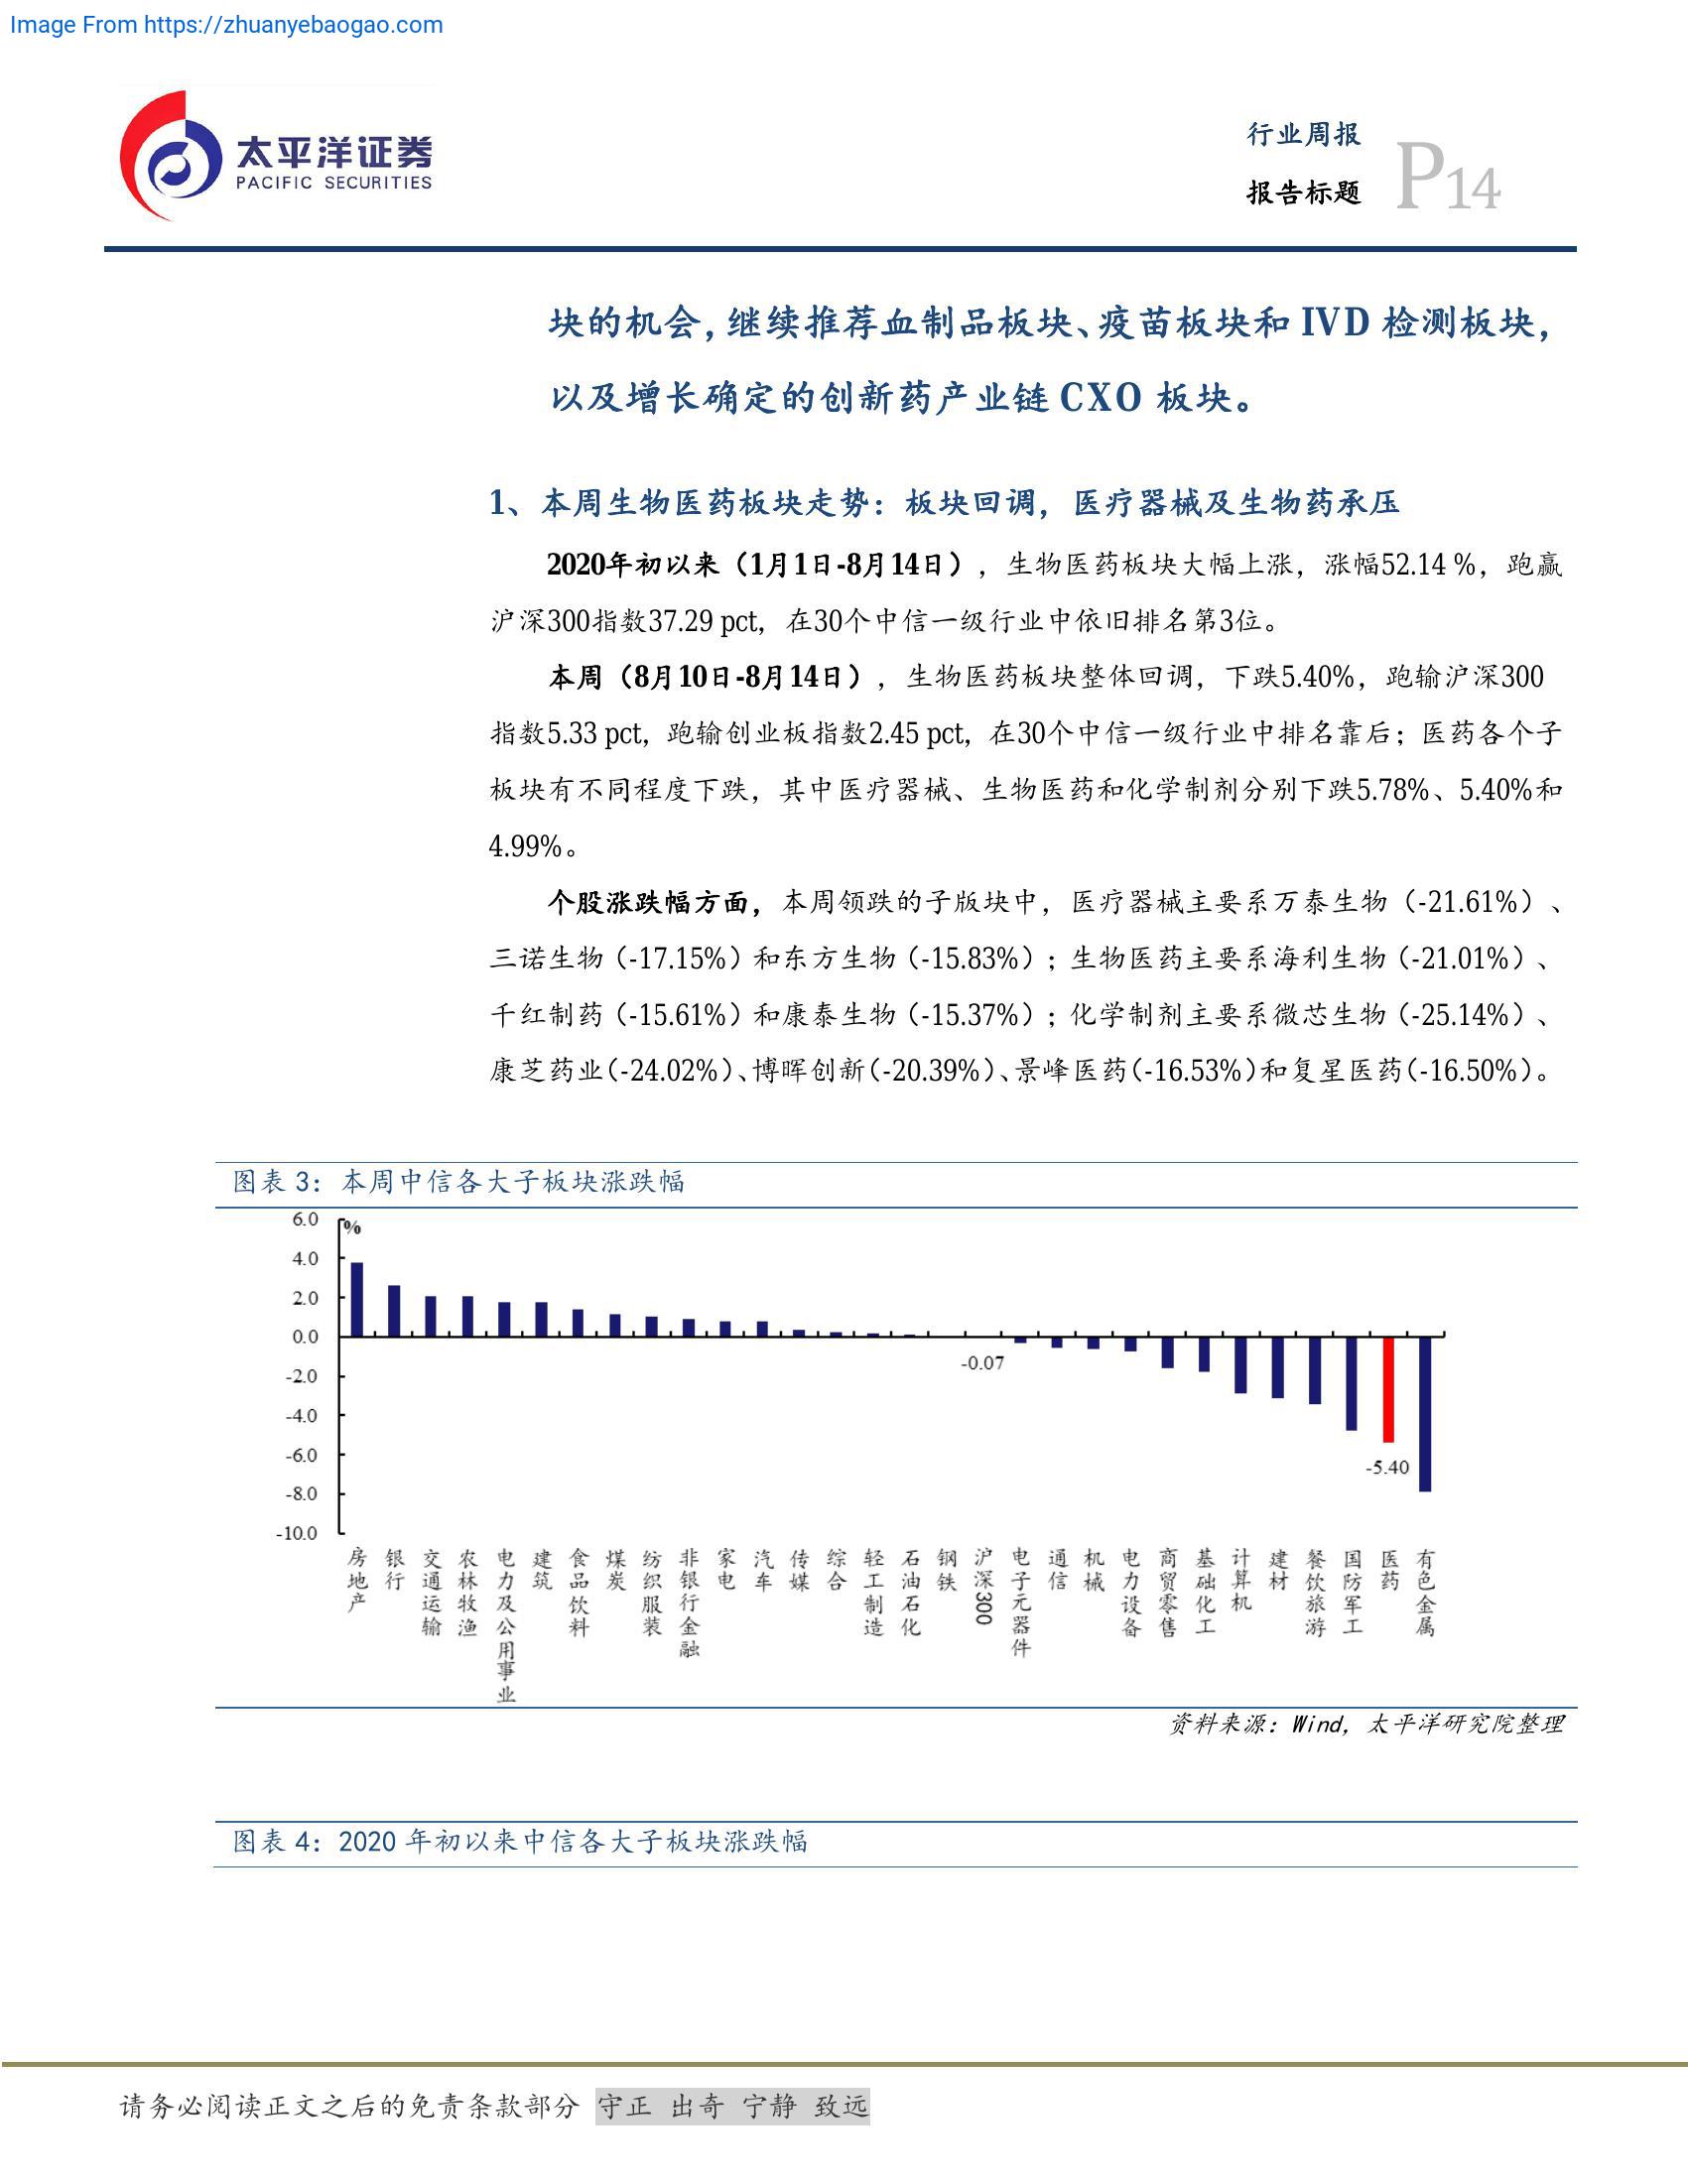 Image From https://zhuanyebaogao.com
太平洋证券
PACIFIC SECURITIES
行业周报
报告标题
P14
块的机会，继续推荐血制品板块、疫苗板块和 IVD 检测板块，
以及增长确定的创新药产业链 CXO 板块。
1、本周生物医药板块走势：板块回调，医疗器械及生物药承压
2020年初以来（1月1日-8月14日），生物医药板块大幅上涨，涨幅52.14 %，跑赢
沪深300指数37.29 pct，在30个中信一级行业中依旧排名第3位。
本周（8月10日-8月14日），生物医药板块整体回调，下跌5.40%，跑输沪深300
指数5.33 pct，跑输创业板指数2.45 pct，在30个中信一级行业中排名靠后；医药各个子
板块有不同程度下跌，其中医疗器械、生物医药和化学制剂分别下跌5.78%、5.40%和
4.99%。
个股涨跌幅方面，本周领跌的子版块中，医疗器械主要系万泰生物（-21.61%）、
三诺生物（-17.15%）和东方生物（-15.83%）；生物医药主要系海利生物（-21.01%）、
千红制药（-15.61%）和康泰生物（-15.37%）；化学制剂主要系微芯生物（-25.14%）、
康芝药业（-24.02%）、博晖创新（-20.39%）、景峰医药（-16.53%）和复星医药（-16.50%）。
图表 3：本周中信各大子板块涨跌幅
%
6.0
4.0
2.0
0.0
-2.0
-4.0
-6.0
-8.0
-10.0
-0.07
-5.40
房地产
银行
交通运输
农林牧渔
电力及公用事业
建筑
食品饮料
煤炭
纺织服装
非银行金融
家电
汽车
传媒
综合
轻工制造
石油石化
钢铁
沪深300
电子元器件
通信
机械
电力设备
商贸零售
基础化工
计算机
建材
餐饮旅游
国防军工
医药
有色金属
资料来源：Wind，太平洋研究院整理
图表 4：2020 年初以来中信各大子板块涨跌幅
请务必阅读正文之后的免责条款部分 守正 出奇 宁静 致远